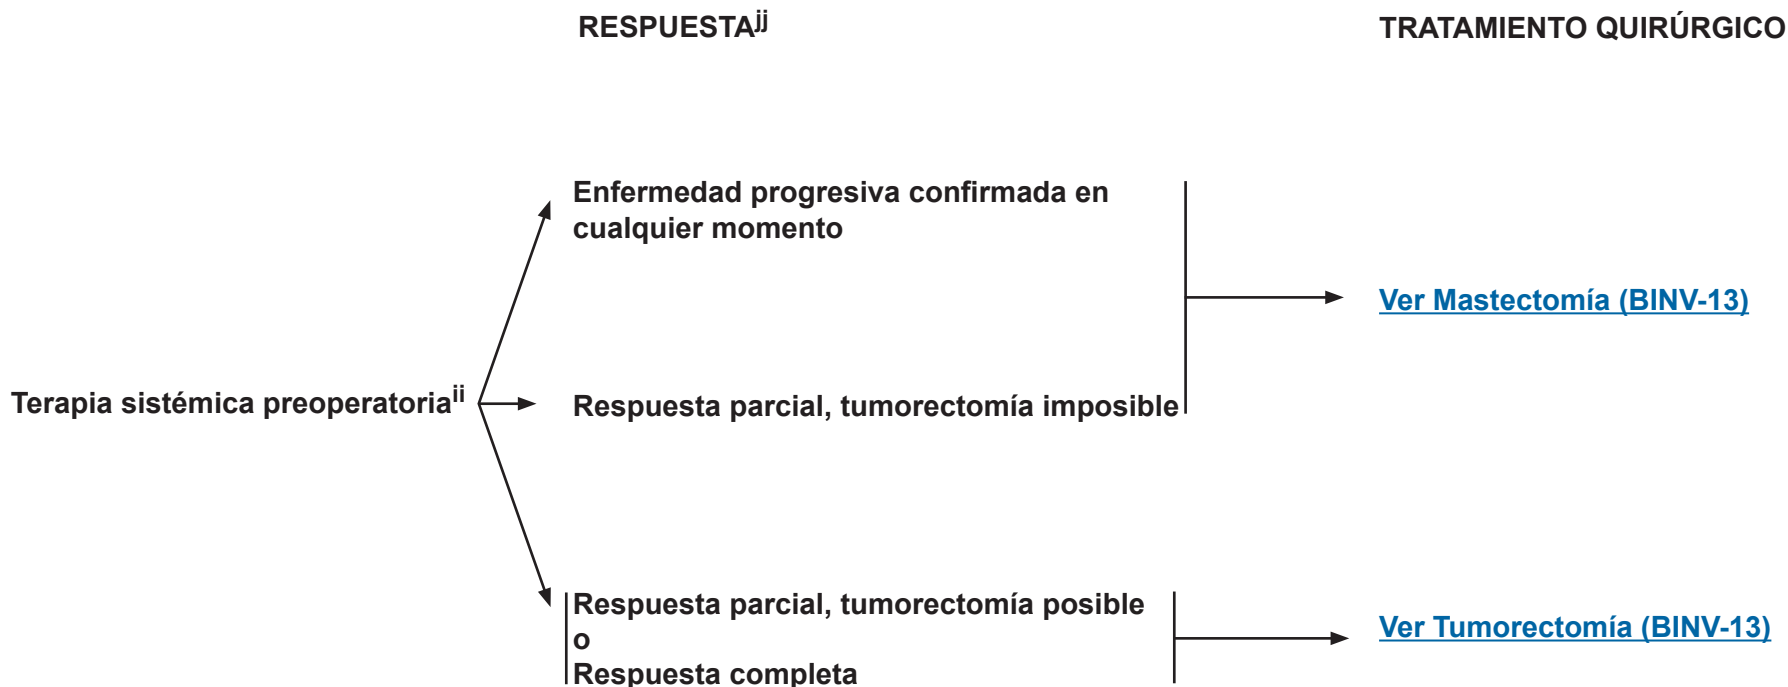 RESPUESTAjj
TRATAMIENTO QUIRÚRGICO
Enfermedad progresiva confirmada en
cualquier momento
Ver Mastectomía (BINV-13)
Terapia sistémica preoperatoriaii
Respuesta parcial, tumorectomía imposible
Respuesta parcial, tumorectomía posible
o
Respuesta completa
Ver Tumorectomía (BINV-13)